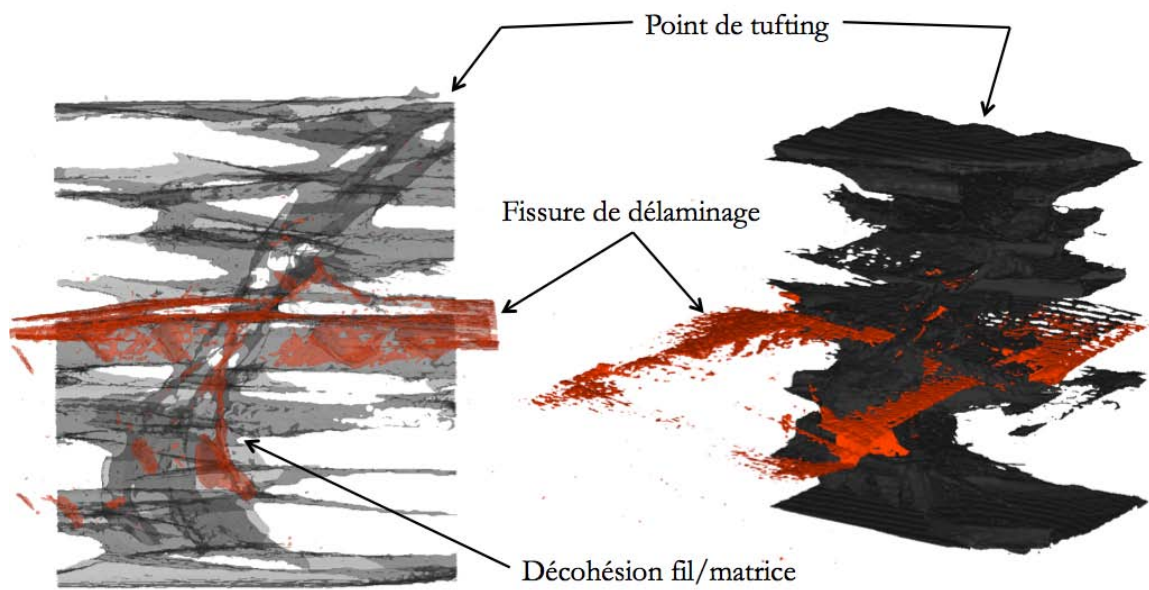 Point de tufting
Fissure de délaminage
Décohésion fil/matrice